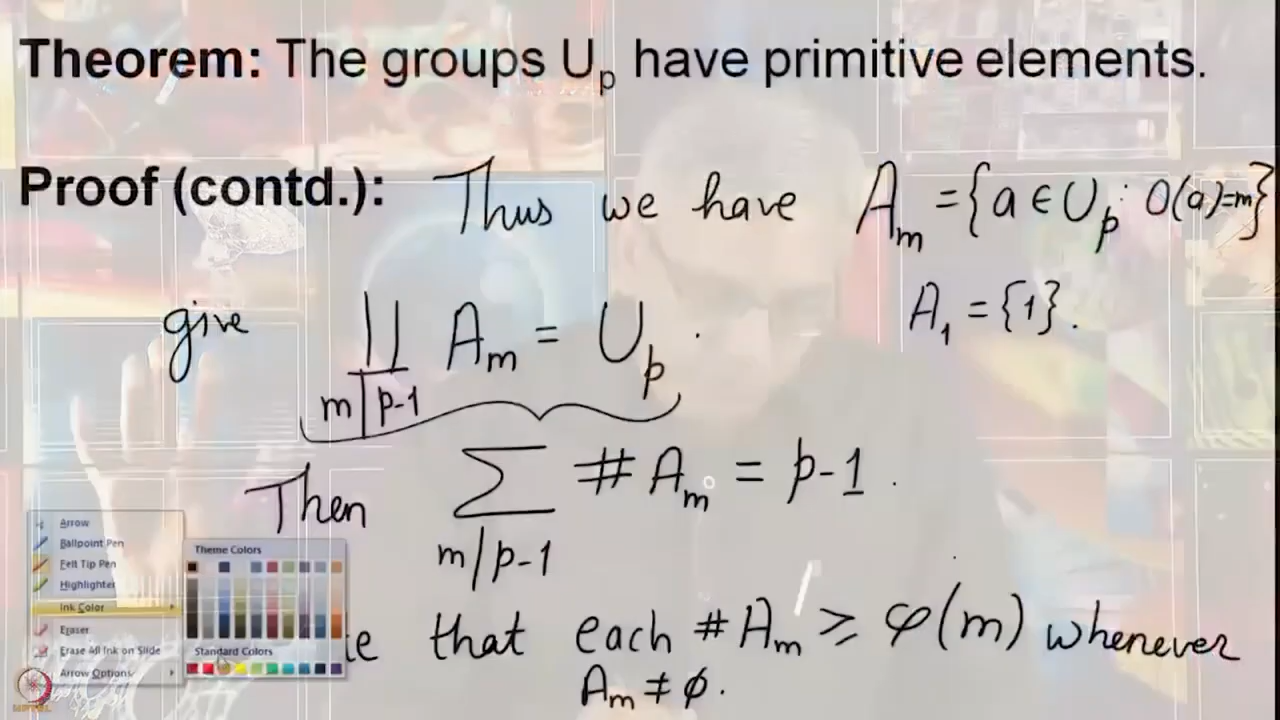 Theorem: The groups Uₚ have primitive elements.
Proof (contd.): Thus we have Aₘ = {a ∈ Uₚ : O(a)=m}
give ∐ Aₘ = Uₚ . A₁ = {1}.
m | p-1
Then ∑ # Aₘ = p-1 .
m | p-1
that each # Aₘ ≥ φ(m) whenever
Aₘ ≠ ϕ.
Arrow
Ballpoint Pen
Felt Tip Pen
Highlighter
Ink Color
Eraser
Erase All Ink on Slide
Arrow Options
Theme Colors
Standard Colors
NPTEL